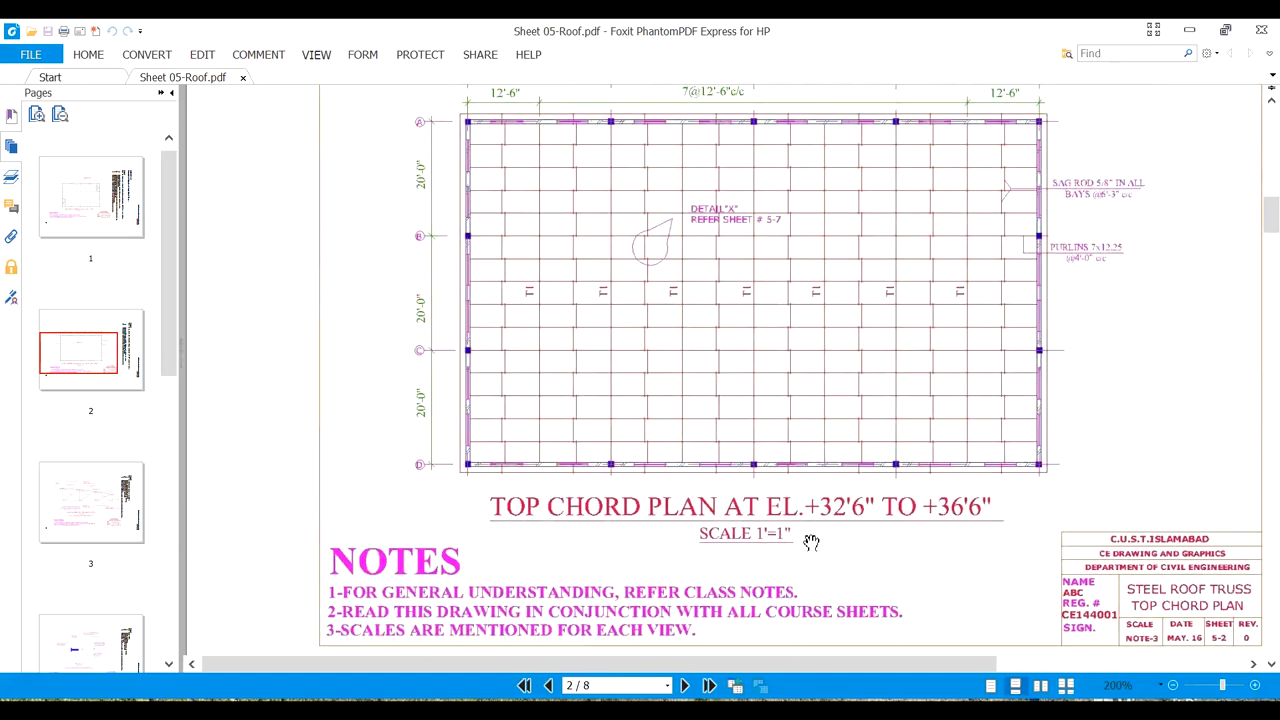 Sheet 05-Roof.pdf - Foxit PhantomPDF Express for HP
FILE HOME CONVERT EDIT COMMENT VIEW FORM PROTECT SHARE HELP
Find
Start Sheet 05-Roof.pdf
Pages
1
2
3
12'-6" 7@12'-6"c/c 12'-6"
A
20'-0"
B
20'-0"
C
20'-0"
D
DETAIL"X"
REFER SHEET # 5-7
T1 T1 T1 T1 T1 T1 T1
SAG ROD 5/8" IN ALL
BAYS @6'-3" c/c
PURLINS 7x12.25
@4'-0" c/c
TOP CHORD PLAN AT EL.+32'6" TO +36'6"
SCALE 1'=1"
NOTES
1-FOR GENERAL UNDERSTANDING, REFER CLASS NOTES.
2-READ THIS DRAWING IN CONJUNCTION WITH ALL COURSE SHEETS.
3-SCALES ARE MENTIONED FOR EACH VIEW.
C.U.S.T.ISLAMABAD
CE DRAWING AND GRAPHICS
DEPARTMENT OF CIVIL ENGINEERING
NAME
ABC
REG. #
CE144001
SIGN.
STEEL ROOF TRUSS
TOP CHORD PLAN
SCALE DATE SHEET REV.
NOTE-3 MAY. 16 5-2 0
2 / 8
200%